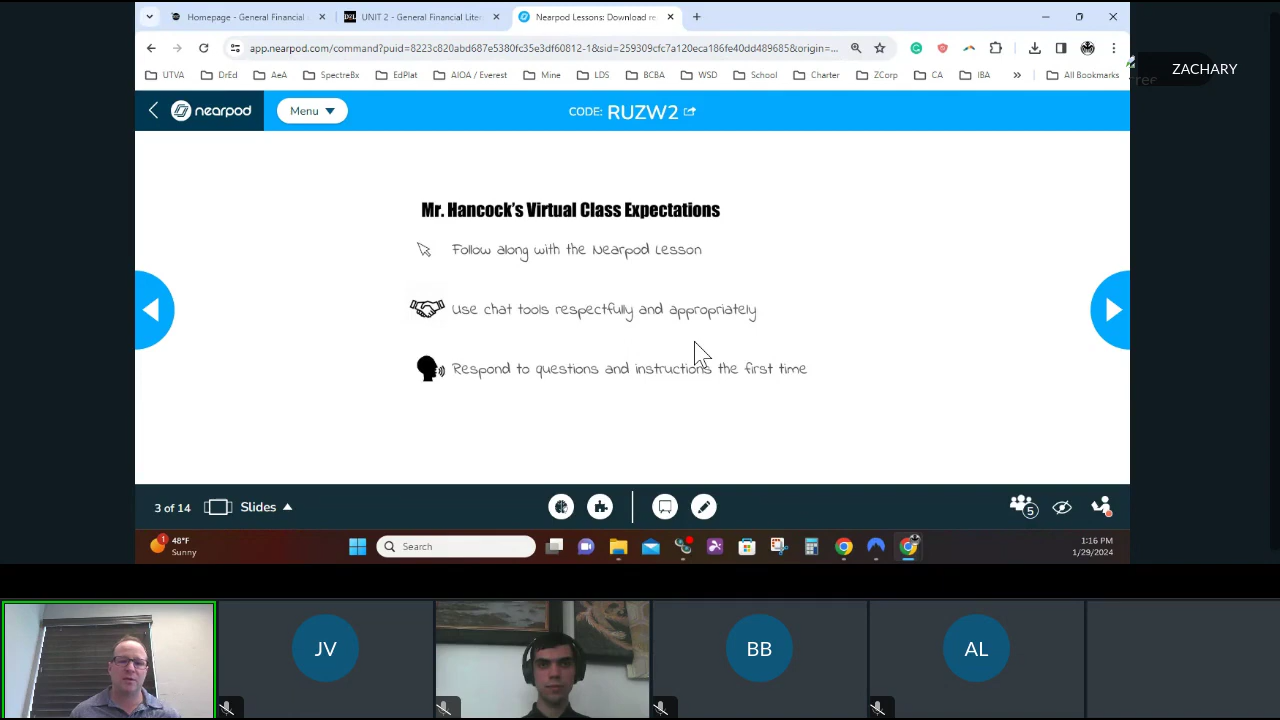 Homepage - General Financial
UNIT 2 - General Financial Liter
Nearpod Lessons: Download re
app.nearpod.com/command?puid=8223c820abd687e5380fc35e3df60812-1&sid=259309cfc7a120eca186fe40dd489685&origin=...
UTVA
DrEd
AeA
SpectreBx
EdPlat
AIOA / Everest
Mine
LDS
BCBA
WSD
School
Charter
ZCorp
CA
IBA
»
All Bookmarks
ZACHARY
nearpod
Menu
CODE: RUZW2
Mr. Hancock's Virtual Class Expectations
Follow along with the Nearpod Lesson
Use chat tools respectfully and appropriately
Respond to questions and instructions the first time
3 of 14
Slides
5
1
48°F
Sunny
Search
1:16 PM
1/29/2024
JV
BB
AL